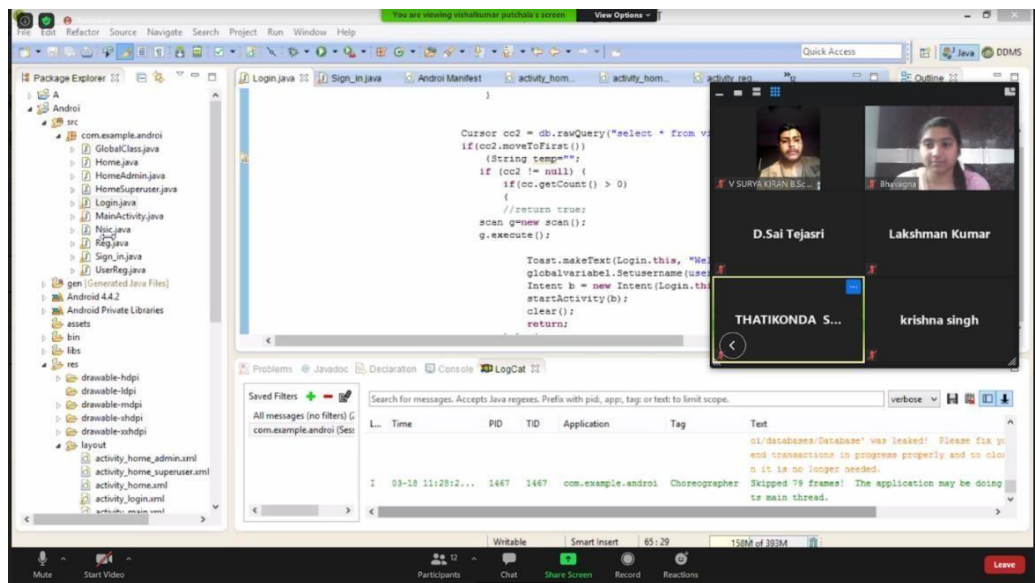 You are viewing vishalkumar putchala's screen
View Options
File Edit Refactor Source Navigate Search Project Run Window Help
Quick Access
Java
DDMS
Package Explorer
Login.java
Sign_in.java
Androi Manifest
activity_hom...
activity_hom...
activity_reg...
Outline
A
Androi
src
com.example.androi
GlobalClass.java
Home.java
HomeAdmin.java
HomeSuperuser.java
Login.java
MainActivity.java
Nsic.java
Reg.java
Sign_in.java
UserReg.java
gen [Generated Java Files]
Android 4.4.2
Android Private Libraries
assets
bin
libs
res
drawable-hdpi
drawable-ldpi
drawable-mdpi
drawable-xhdpi
drawable-xxhdpi
layout
activity_home_admin.xml
activity_home_superuser.xml
activity_home.xml
activity_login.xml
activity_main.xml
}
Cursor cc2 = db.rawQuery("select * from vi
if(cc2.moveToFirst())
{String temp="";
if (cc2 != null) {
if(cc.getCount() > 0)
{
//return true;
scan g=new scan();
g.execute();
Toast.makeText(Login.this, "Wel
globalvariabel.Setusername(user
Intent b = new Intent(Login.thi
startActivity(b);
clear();
return;
V SURYA KIRAN B.Sc ...
Bhavagna
D.Sai Tejasri
Lakshman Kumar
THATIKONDA S...
krishna singh
Problems @ Javadoc Declaration Console LogCat
Saved Filters
All messages (no filters) (2
com.example.androi (Sess
Search for messages. Accepts Java regexes. Prefix with pid:, app:, tag: or text: to limit scope.
verbose
L... Time PID TID Application Tag Text
oi/databases/Database' was leaked! Please fix yo
end transactions in progress properly and to clos
n it is no longer needed.
I 03-18 11:28:2... 1467 1467 com.example.androi Choreographer Skipped 79 frames! The application may be doing
ts main thread.
Writable Smart Insert 65 : 29 158M of 393M
Mute
Start Video
12
Participants
Chat
Share Screen
Record
Reactions
Leave